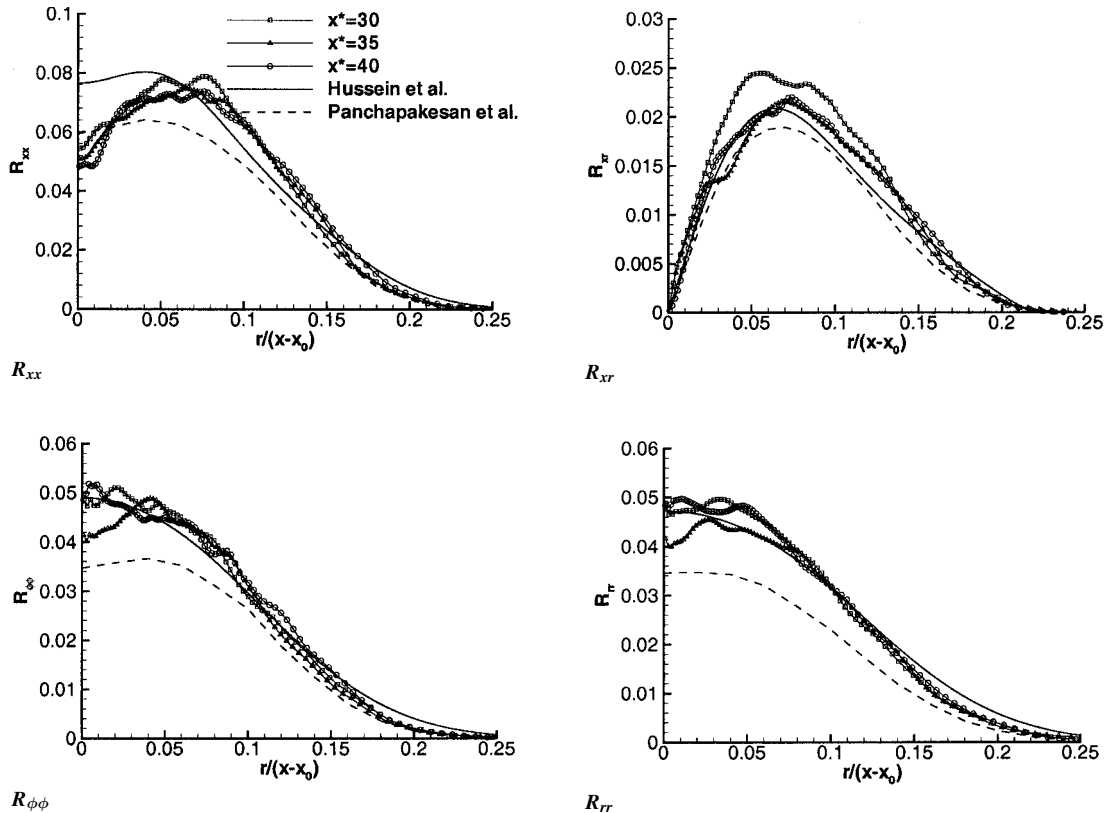 x*=30
x*=35
x*=40
Hussein et al.
Panchapakesan et al.
0.1
0.08
0.06
0.04
0.02
0
R_xx
0 0.05 0.1 0.15 0.2 0.25
r/(x-x₀)
R_xx
0.03
0.025
0.02
0.015
0.01
0.005
0
R_xr
0 0.05 0.1 0.15 0.2 0.25
r/(x-x₀)
R_xr
0.06
0.05
0.04
0.03
0.02
0.01
0
R_ϕϕ
0 0.05 0.1 0.15 0.2 0.25
r/(x-x₀)
R_ϕϕ
0.06
0.05
0.04
0.03
0.02
0.01
0
R_rr
0 0.05 0.1 0.15 0.2 0.25
r/(x-x₀)
R_rr